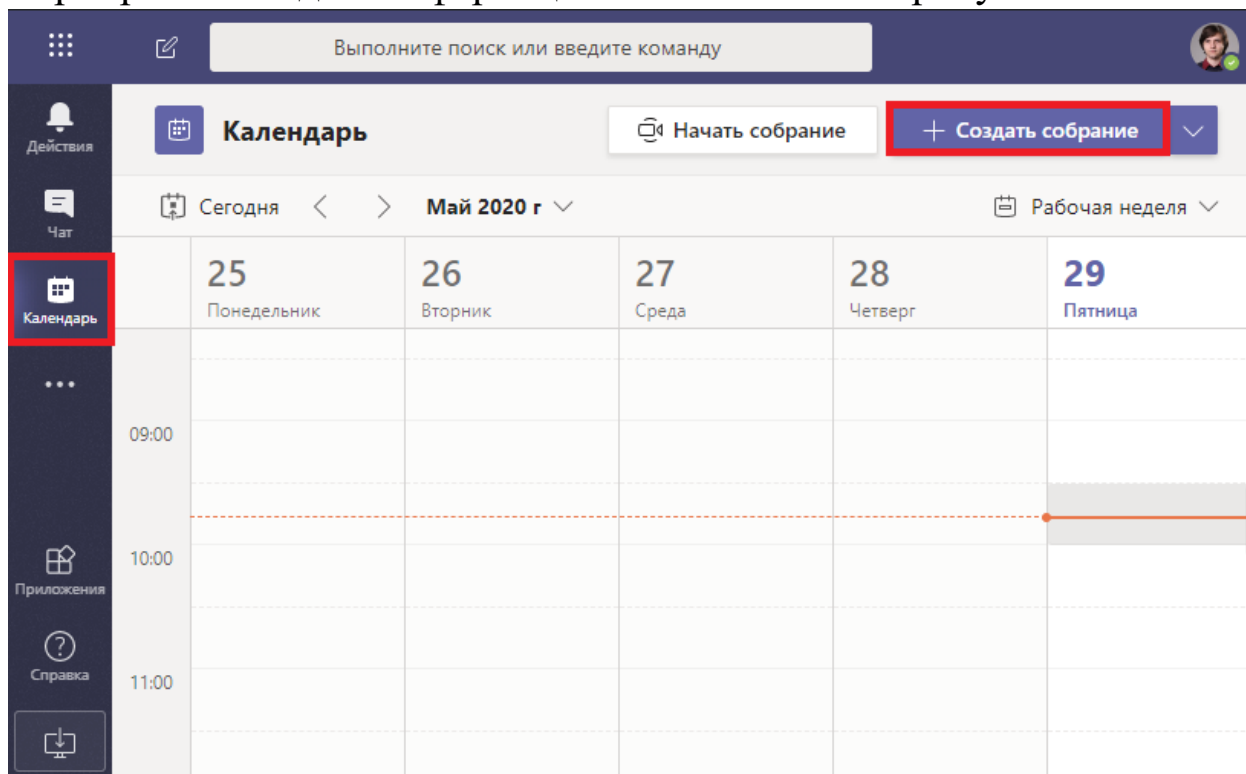 Выполните поиск или введите команду
Действия
Календарь
Начать собрание
+ Создать собрание
Чат
Сегодня < > Май 2020 г
Рабочая неделя
Календарь
25 26 27 28 29
Понедельник Вторник Среда Четверг Пятница
09:00
10:00
Приложения
11:00
Справка